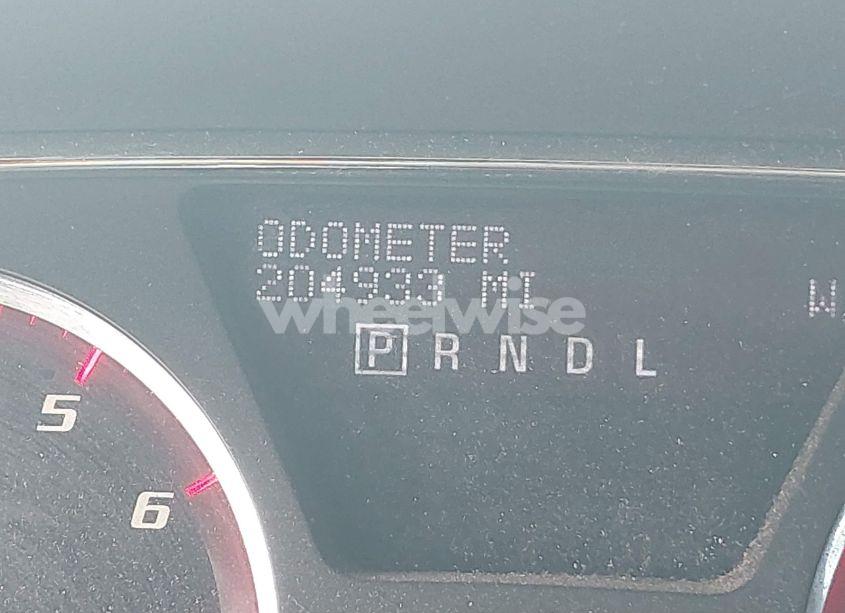 ODOMETER
204933 MI
W
wheelwise
P R N D L
5
6